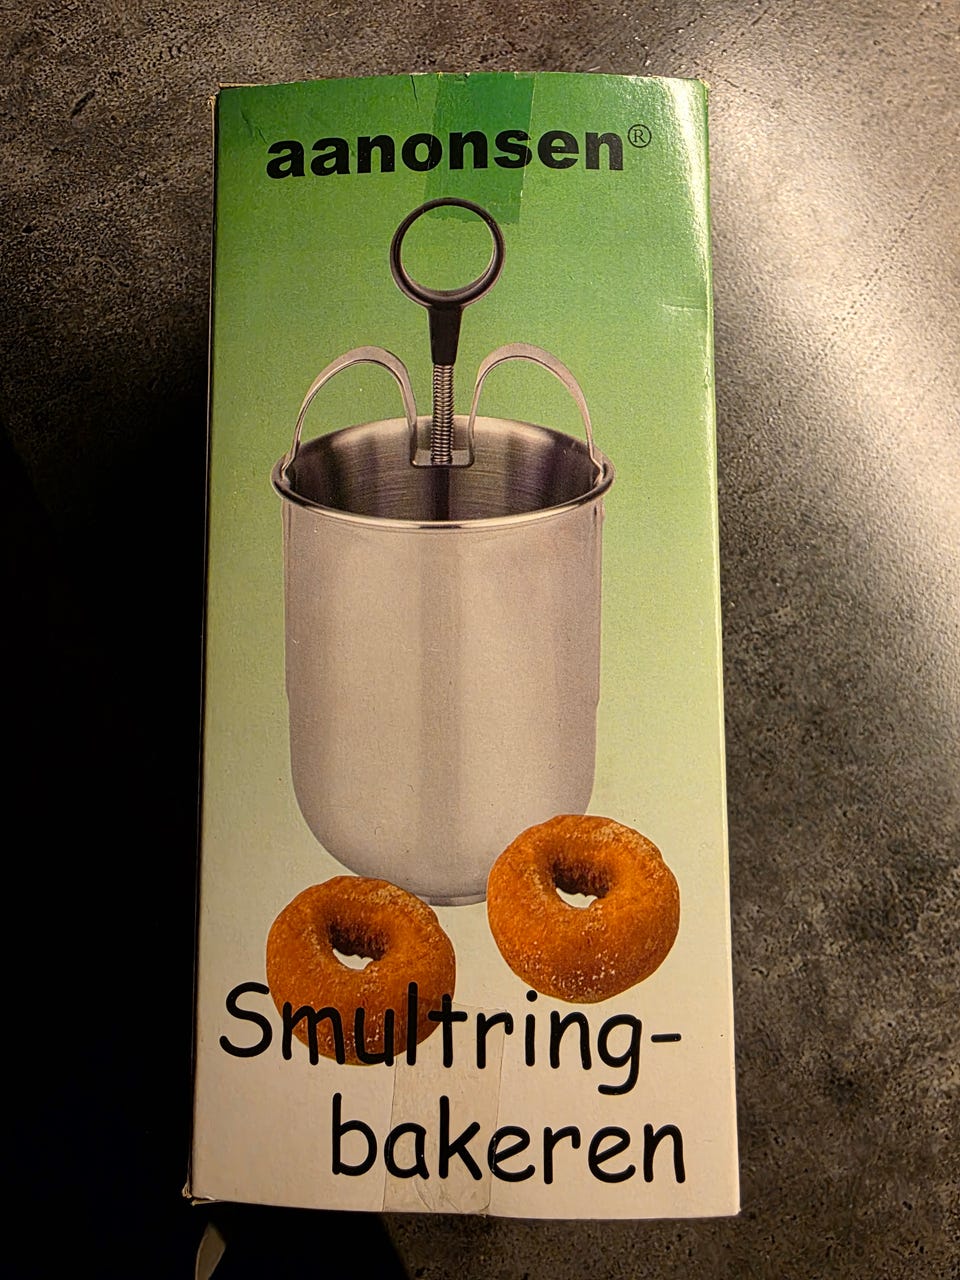 aanonsen®
Smultring-
bakeren